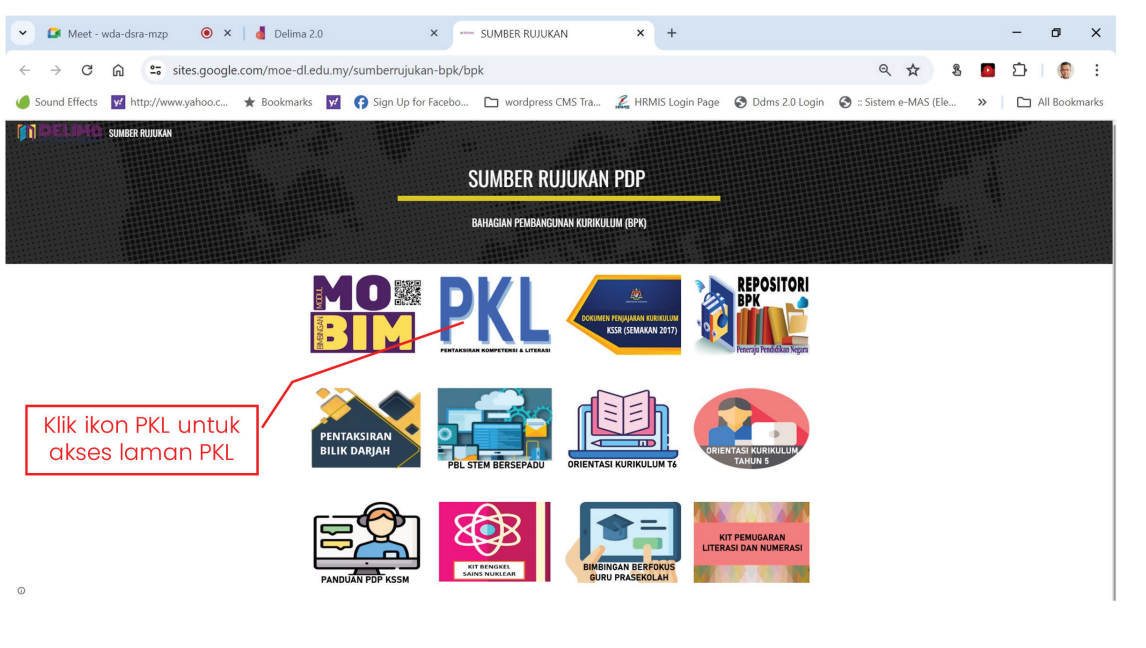 Meet - wda-dsra-mzp
Delima 2.0
SUMBER RUJUKAN
sites.google.com/moe-dl.edu.my/sumberrujukan-bpk/bpk
Sound Effects
http://www.yahoo.c...
Bookmarks
Sign Up for Facebo...
wordpress CMS Tra...
HRMIS Login Page
Ddms 2.0 Login
:: Sistem e-MAS (Ele...
All Bookmarks
DELIMA SUMBER RUJUKAN
SUMBER RUJUKAN PDP
BAHAGIAN PEMBANGUNAN KURIKULUM (BPK)
MODUL
MO
BIMBINGAN
BIM
PKL
PENTAKSIRAN KOMPETENSI & LITERASI
DOKUMEN PENJAJARAN KURIKULUM
KSSR (SEMAKAN 2017)
REPOSITORI
BPK
Peneraju Pendidikan Negara
Klik ikon PKL untuk
akses laman PKL
PENTAKSIRAN
BILIK DARJAH
PBL STEM BERSEPADU
ORIENTASI KURIKULUM T6
ORIENTASI KURIKULUM
TAHUN 5
PANDUAN PDP KSSM
KIT BENGKEL
SAINS NUKLEAR
BIMBINGAN BERFOKUS
GURU PRASEKOLAH
KIT PEMUGARAN
LITERASI DAN NUMERASI